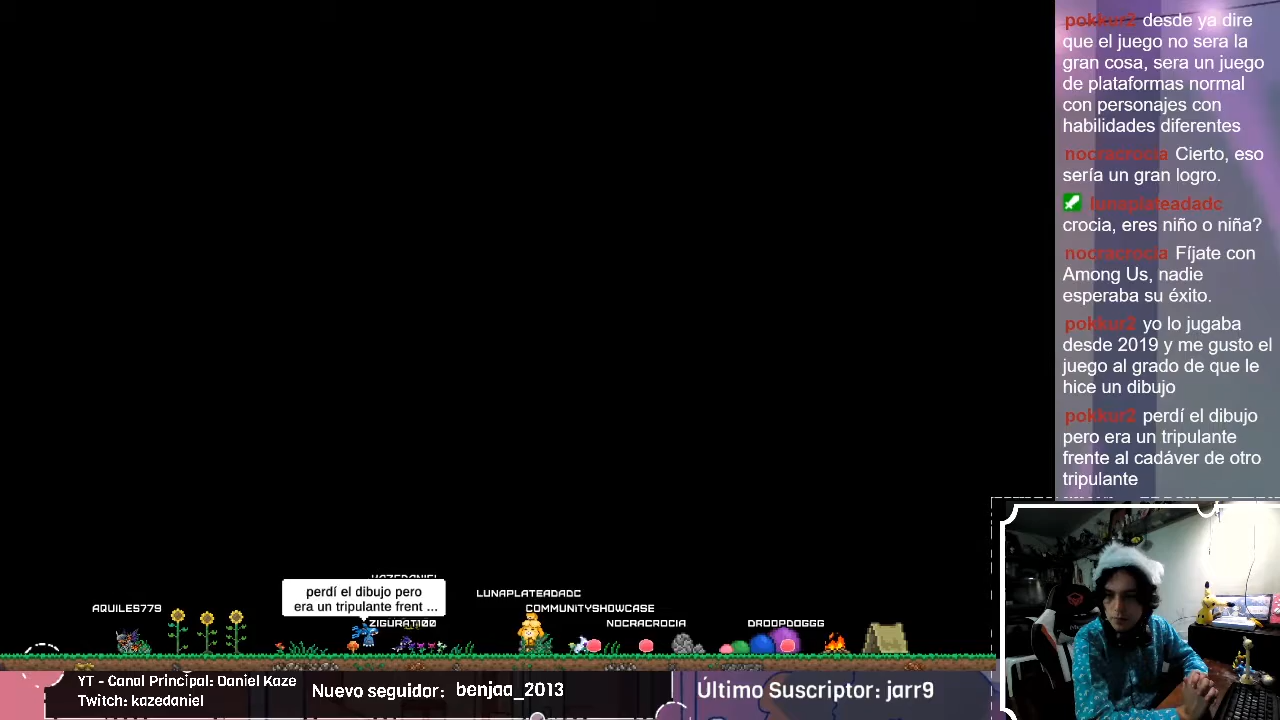 pokkur2 desde ya dire
que el juego no sera la
gran cosa, sera un juego
de plataformas normal
con personajes con
habilidades diferentes
nocracrocia Cierto, eso
sería un gran logro.
lunaplateadadc
crocia, eres niño o niña?
nocracrocia Fíjate con
Among Us, nadie
esperaba su éxito.
pokkur2 yo lo jugaba
desde 2019 y me gusto el
juego al grado de que le
hice un dibujo
pokkur2 perdí el dibujo
pero era un tripulante
frente al cadáver de otro
tripulante
KAZEDANIEL
perdí el dibujo pero
era un tripulante frent ...
LUNAPLATEADADC
AQUILES779
COMMUNITYSHOWCASE
ZIGURAT100
NOCRACROCIA
DROOPDOGGG
YT - Canal Principal: Daniel Kaze
Twitch: kazedaniel
Nuevo seguidor: benjaa_2013
Último Suscriptor: jarr9